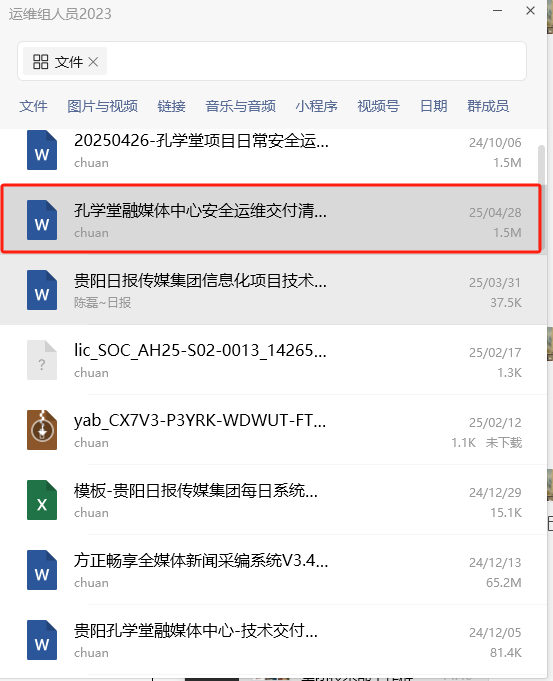 运维组人员2023
文件
文件 图片与视频 链接 音乐与音频 小程序 视频号 日期 群成员
20250426-孔学堂项目日常安全运... 24/10/06
chuan 1.5M
孔学堂融媒体中心安全运维交付清... 25/04/28
chuan 1.5M
贵阳日报传媒集团信息化项目技术... 25/03/31
陈磊~日报 37.5K
lic_SOC_AH25-S02-0013_14265... 25/02/17
chuan 1.3K
yab_CX7V3-P3YRK-WDWUT-FT... 25/02/12
chuan 1.1K 未下载
模板-贵阳日报传媒集团每日系统... 24/12/29
chuan 15.1K
方正畅享全媒体新闻采编系统V3.4... 24/12/13
chuan 65.2M
贵阳孔学堂融媒体中心-技术交付... 24/12/05
chuan 81.4K